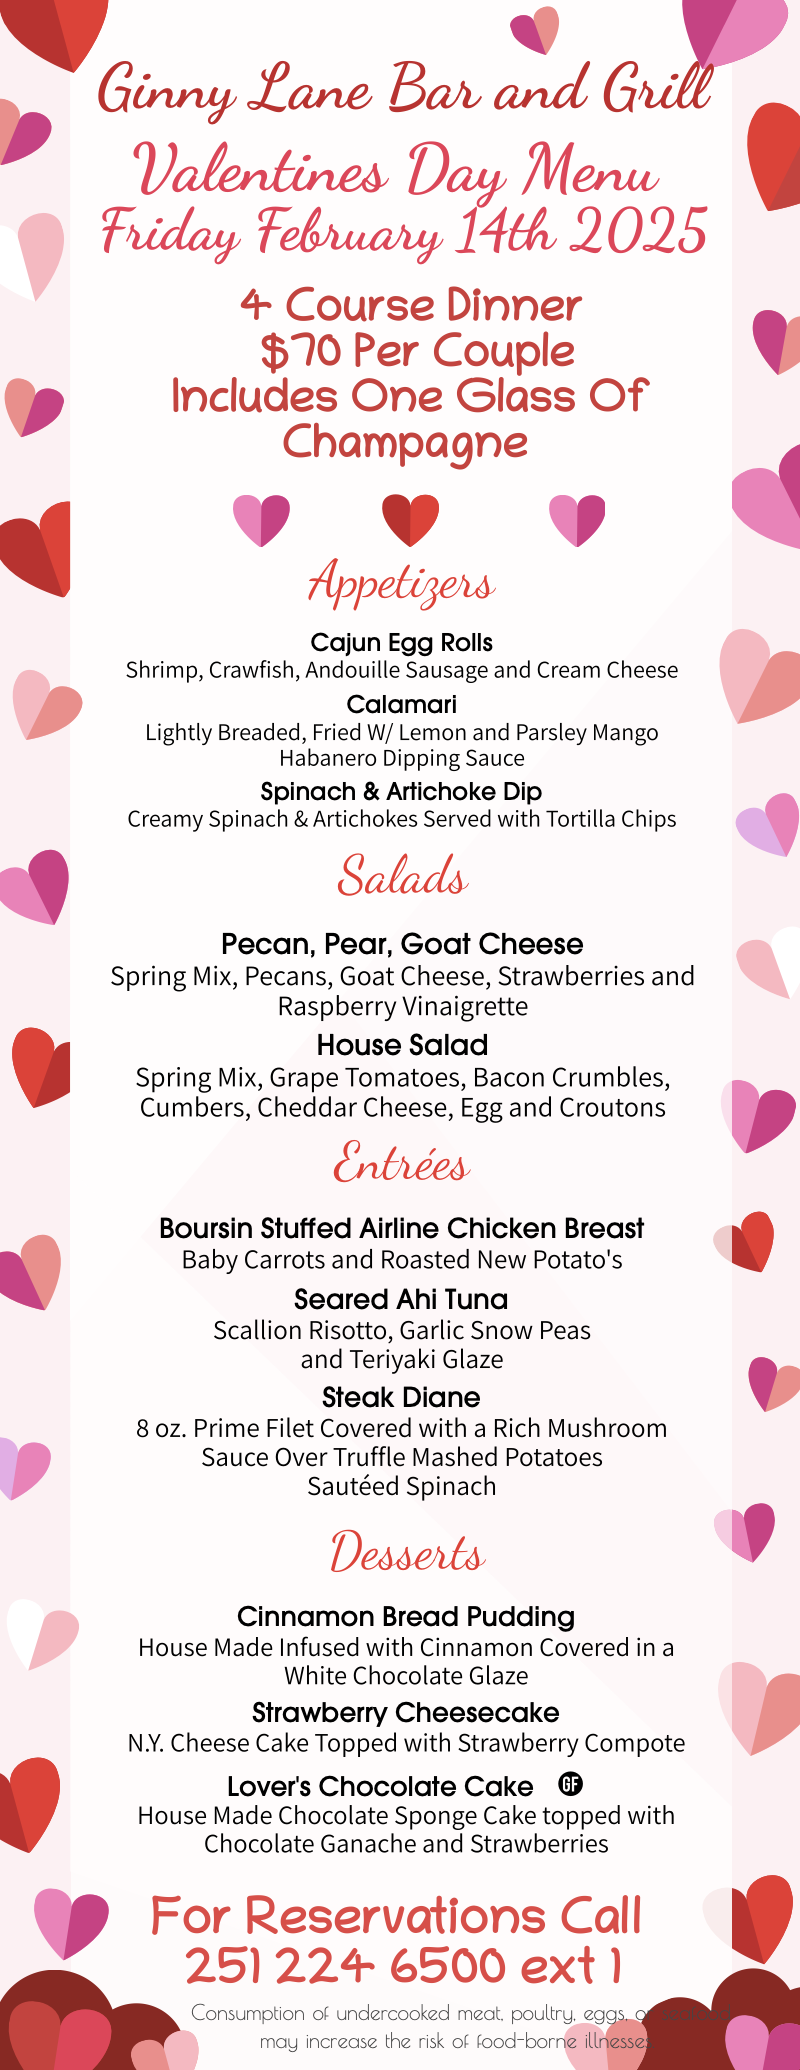 Ginny Lane Bar and Grill
Valentines Day Menu
Friday February 14th 2025
4 Course Dinner
$70 Per Couple
Includes One Glass Of
Champagne
Appetizers
Cajun Egg Rolls
Shrimp, Crawfish, Andouille Sausage and Cream Cheese
Calamari
Lightly Breaded, Fried W/ Lemon and Parsley Mango
Habanero Dipping Sauce
Spinach & Artichoke Dip
Creamy Spinach & Artichokes Served with Tortilla Chips
Salads
Pecan, Pear, Goat Cheese
Spring Mix, Pecans, Goat Cheese, Strawberries and
Raspberry Vinaigrette
House Salad
Spring Mix, Grape Tomatoes, Bacon Crumbles,
Cumbers, Cheddar Cheese, Egg and Croutons
Entrées
Boursin Stuffed Airline Chicken Breast
Baby Carrots and Roasted New Potato's
Seared Ahi Tuna
Scallion Risotto, Garlic Snow Peas
and Teriyaki Glaze
Steak Diane
8 oz. Prime Filet Covered with a Rich Mushroom
Sauce Over Truffle Mashed Potatoes
Sautéed Spinach
Desserts
Cinnamon Bread Pudding
House Made Infused with Cinnamon Covered in a
White Chocolate Glaze
Strawberry Cheesecake
N.Y. Cheese Cake Topped with Strawberry Compote
Lover's Chocolate Cake GF
House Made Chocolate Sponge Cake topped with
Chocolate Ganache and Strawberries
For Reservations Call
251 224 6500 ext 1
Consumption of undercooked meat, poultry, eggs, or
may increase the risk of food-borne illnesses.